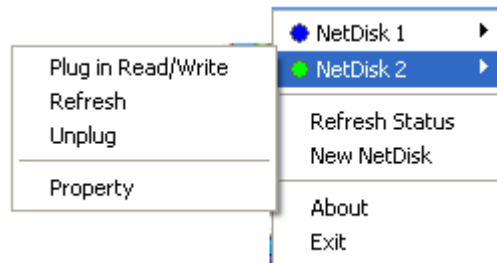 NetDisk 1
NetDisk 2
Plug in Read/Write
Refresh
Unplug
Property
Refresh Status
New NetDisk
About
Exit